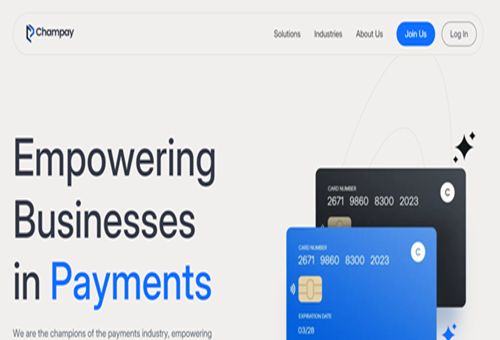 Champay
Solutions Industries About Us Join Us Log In
Empowering
Businesses
in Payments
We are the champions of the payments industry, empowering
CARD NUMBER
2671 9860 8300 2023
C
CARD NUMBER
2671 9860 8300 2023
C
EXPIRATION DATE
03/28